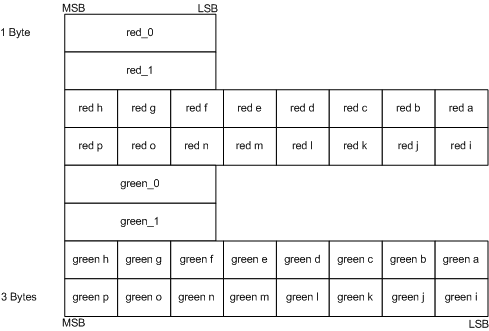 MSB LSB
1 Byte red_0
red_1
red h red g red f red e red d red c red b red a
red p red o red n red m red l red k red j red i
green_0
green_1
green h green g green f green e green d green c green b green a
3 Bytes green p green o green n green m green l green k green j green i
MSB LSB